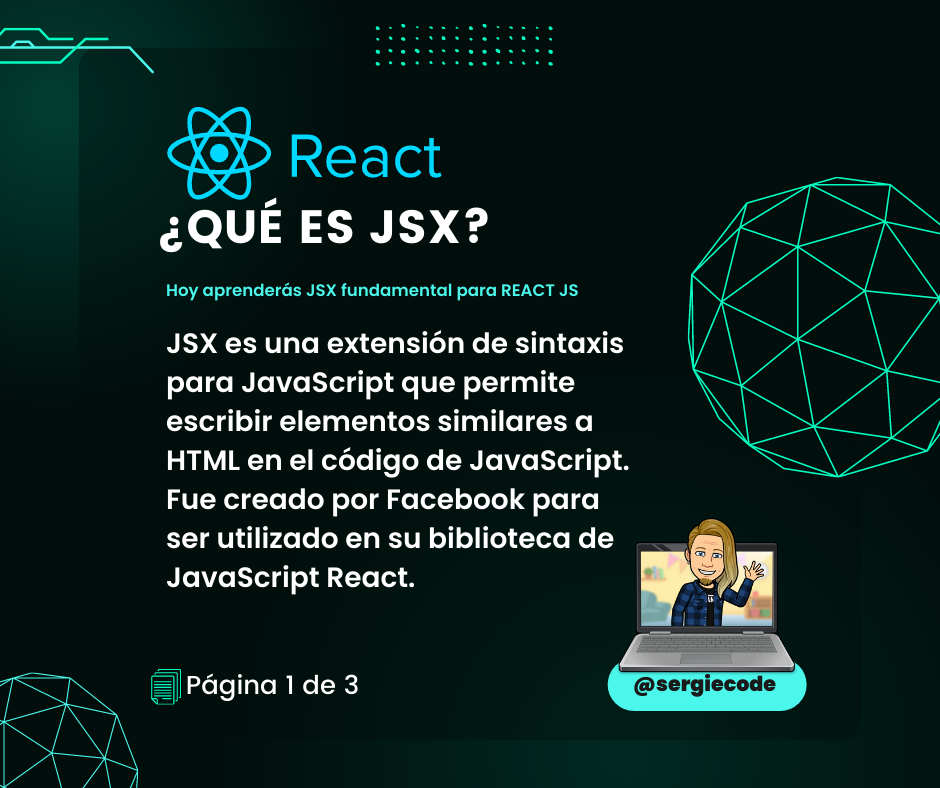 React
¿QUÉ ES JSX?
Hoy aprenderás JSX fundamental para REACT JS
JSX es una extensión de sintaxis
para JavaScript que permite
escribir elementos similares a
HTML en el código de JavaScript.
Fue creado por Facebook para
ser utilizado en su biblioteca de
JavaScript React.
Página 1 de 3
@sergiecode